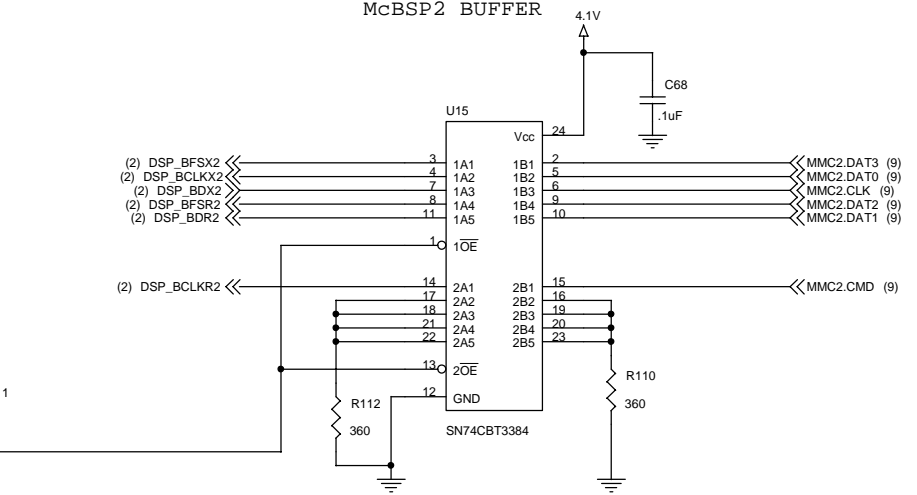 McBSP2 BUFFER
4.1V
C68
.1uF
U15
Vcc 24
(2) DSP_BFSX2 3 1A1 1B1 2 MMC2.DAT3 (9)
(2) DSP_BCLKX2 4 1A2 1B2 5 MMC2.DAT0 (9)
(2) DSP_BDX2 7 1A3 1B3 6 MMC2.CLK (9)
(2) DSP_BFSR2 8 1A4 1B4 9 MMC2.DAT2 (9)
(2) DSP_BDR2 11 1A5 1B5 10 MMC2.DAT1 (9)
1 1OE
(2) DSP_BCLKR2 14 2A1 2B1 15 MMC2.CMD (9)
17 2A2 2B2 16
18 2A3 2B3 19
21 2A4 2B4 20
22 2A5 2B5 23
13 2OE
12 GND
R110
360
1
R112
360
SN74CBT3384